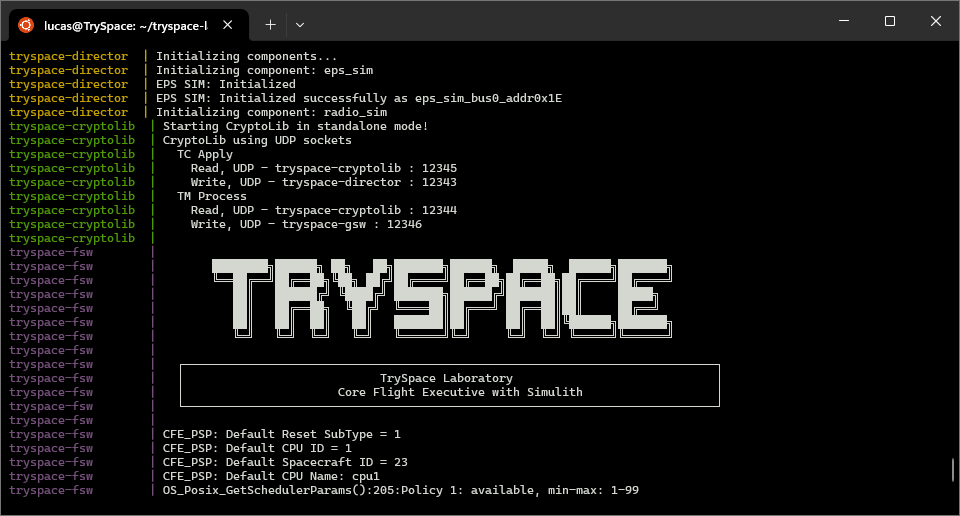 lucas@TrySpace: ~/tryspace-l
tryspace-director | Initializing components...
tryspace-director | Initializing component: eps_sim
tryspace-director | EPS SIM: Initialized
tryspace-director | EPS SIM: Initialized successfully as eps_sim_bus0_addr0x1E
tryspace-director | Initializing component: radio_sim
tryspace-cryptolib | Starting CryptoLib in standalone mode!
tryspace-cryptolib | CryptoLib using UDP sockets
tryspace-cryptolib | TC Apply
tryspace-cryptolib | Read, UDP - tryspace-cryptolib : 12345
tryspace-cryptolib | Write, UDP - tryspace-director : 12343
tryspace-cryptolib | TM Process
tryspace-cryptolib | Read, UDP - tryspace-cryptolib : 12344
tryspace-cryptolib | Write, UDP - tryspace-gsw : 12346
tryspace-cryptolib |
tryspace-fsw |
tryspace-fsw |
tryspace-fsw |
tryspace-fsw |
tryspace-fsw | TRYSPACE
tryspace-fsw |
tryspace-fsw |
tryspace-fsw |
tryspace-fsw |
tryspace-fsw | TrySpace Laboratory
tryspace-fsw | Core Flight Executive with Simulith
tryspace-fsw |
tryspace-fsw |
tryspace-fsw | CFE_PSP: Default Reset SubType = 1
tryspace-fsw | CFE_PSP: Default CPU ID = 1
tryspace-fsw | CFE_PSP: Default Spacecraft ID = 23
tryspace-fsw | CFE_PSP: Default CPU Name: cpu1
tryspace-fsw | OS_Posix_GetSchedulerParams():205:Policy 1: available, min-max: 1-99